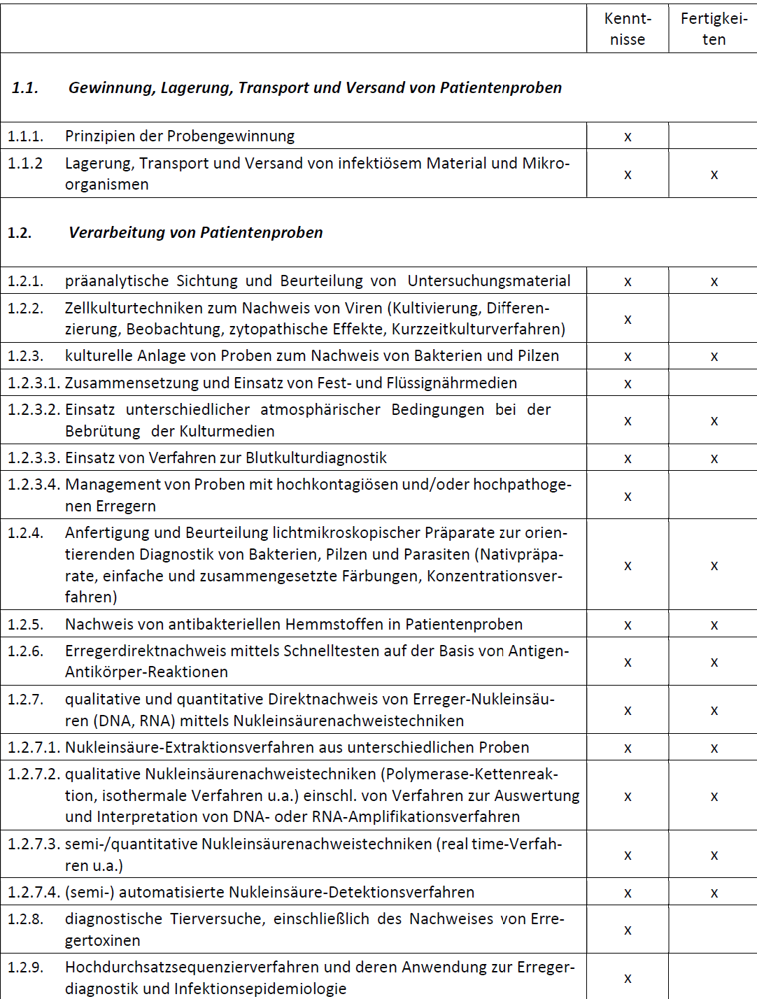 Kennt- Fertigkei-
nisse ten
1.1. Gewinnung, Lagerung, Transport und Versand von Patientenproben
1.1.1. Prinzipien der Probengewinnung x
1.1.2 Lagerung, Transport und Versand von infektiösem Material und Mikro-
organismen x x
1.2. Verarbeitung von Patientenproben
1.2.1. präanalytische Sichtung und Beurteilung von Untersuchungsmaterial x x
1.2.2. Zellkulturtechniken zum Nachweis von Viren (Kultivierung, Differen-
zierung, Beobachtung, zytopathische Effekte, Kurzzeitkulturverfahren) x
1.2.3. kulturelle Anlage von Proben zum Nachweis von Bakterien und Pilzen x x
1.2.3.1. Zusammensetzung und Einsatz von Fest- und Flüssignährmedien x
1.2.3.2. Einsatz unterschiedlicher atmosphärischer Bedingungen bei der
Bebrütung der Kulturmedien x x
1.2.3.3. Einsatz von Verfahren zur Blutkulturdiagnostik x x
1.2.3.4. Management von Proben mit hochkontagiösen und/oder hochpathoge-
nen Erregern x
1.2.4. Anfertigung und Beurteilung lichtmikroskopischer Präparate zur orien-
tierenden Diagnostik von Bakterien, Pilzen und Parasiten (Nativpräpa-
rate, einfache und zusammengesetzte Färbungen, Konzentrationsver- x x
fahren)
1.2.5. Nachweis von antibakteriellen Hemmstoffen in Patientenproben x x
1.2.6. Erregerdirektnachweis mittels Schnelltesten auf der Basis von Antigen-
Antikörper-Reaktionen x x
1.2.7. qualitative und quantitative Direktnachweis von Erreger-Nukleinsäu-
ren (DNA, RNA) mittels Nukleinsäurenachweistechniken x x
1.2.7.1. Nukleinsäure-Extraktionsverfahren aus unterschiedlichen Proben x x
1.2.7.2. qualitative Nukleinsäurenachweistechniken (Polymerase-Kettenreak-
tion, isothermale Verfahren u.a.) einschl. von Verfahren zur Auswertung x x
und Interpretation von DNA- oder RNA-Amplifikationsverfahren
1.2.7.3. semi-/quantitative Nukleinsäurenachweistechniken (real time-Verfah-
ren u.a.) x x
1.2.7.4. (semi-) automatisierte Nukleinsäure-Detektionsverfahren x x
1.2.8. diagnostische Tierversuche, einschließlich des Nachweises von Erre-
gertoxinen x
1.2.9. Hochdurchsatzsequenzierverfahren und deren Anwendung zur Erreger-
diagnostik und Infektionsepidemiologie x